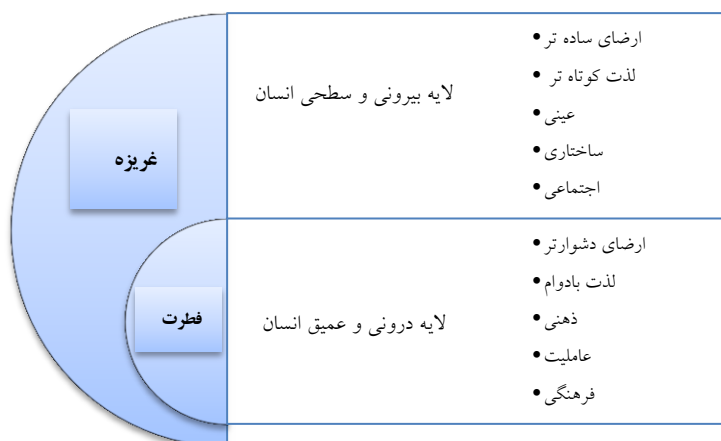 ارضای ساده تر
لذت کوتاه تر
عینی
ساختاری
اجتماعی
لایه بیرونی و سطحی انسان
غریزه
ارضای دشوارتر
لذت بادوام
ذهنی
عاملیت
فرهنگی
لایه درونی و عمیق انسان
فطرت